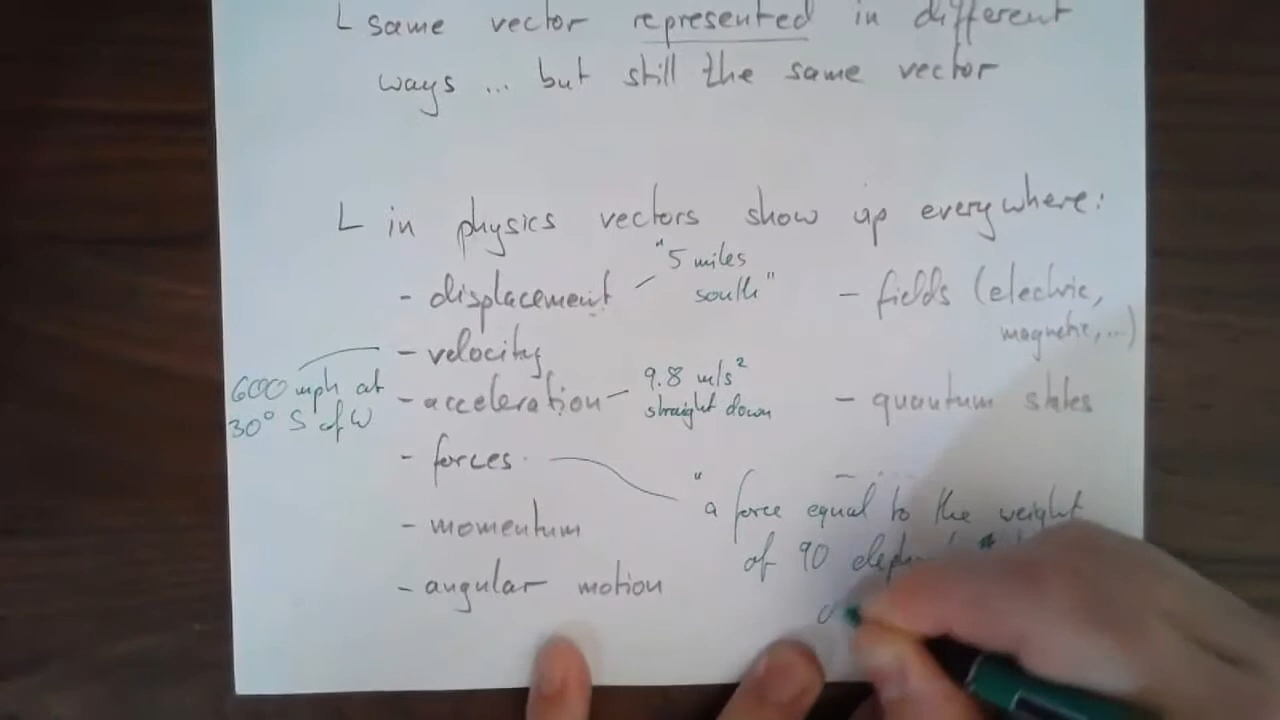 L same vector represented in different
ways ... but still the same vector
L in physics vectors show up everywhere:
- displacement
"5 miles
south"
- velocity
600 mph at
30° S of W
- acceleration
9.8 m/s²
straight down
- forces
"a force equal to the weight
of 90
- momentum
- angular motion
- fields (electric,
magnetic,...)
- quantum states
- ...